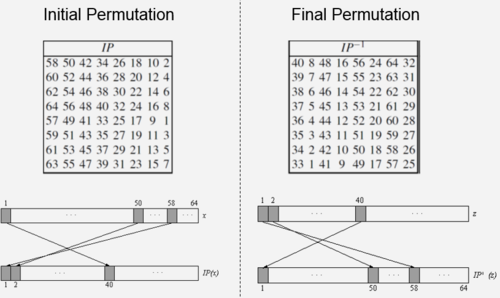 Initial Permutation
IP
58 50 42 34 26 18 10 2
60 52 44 36 28 20 12 4
62 54 46 38 30 22 14 6
64 56 48 40 32 24 16 8
57 49 41 33 25 17 9 1
59 51 43 35 27 19 11 3
61 53 45 37 29 21 13 5
63 55 47 39 31 23 15 7
1 50 58 64
... ... ...
x
... ...
IP(x)
1 2 40
Final Permutation
IP⁻¹
40 8 48 16 56 24 64 32
39 7 47 15 55 23 63 31
38 6 46 14 54 22 62 30
37 5 45 13 53 21 61 29
36 4 44 12 52 20 60 28
35 3 43 11 51 19 59 27
34 2 42 10 50 18 58 26
33 1 41 9 49 17 57 25
1 2 40
... ...
z
... ... ...
(z)
1 50 58 64